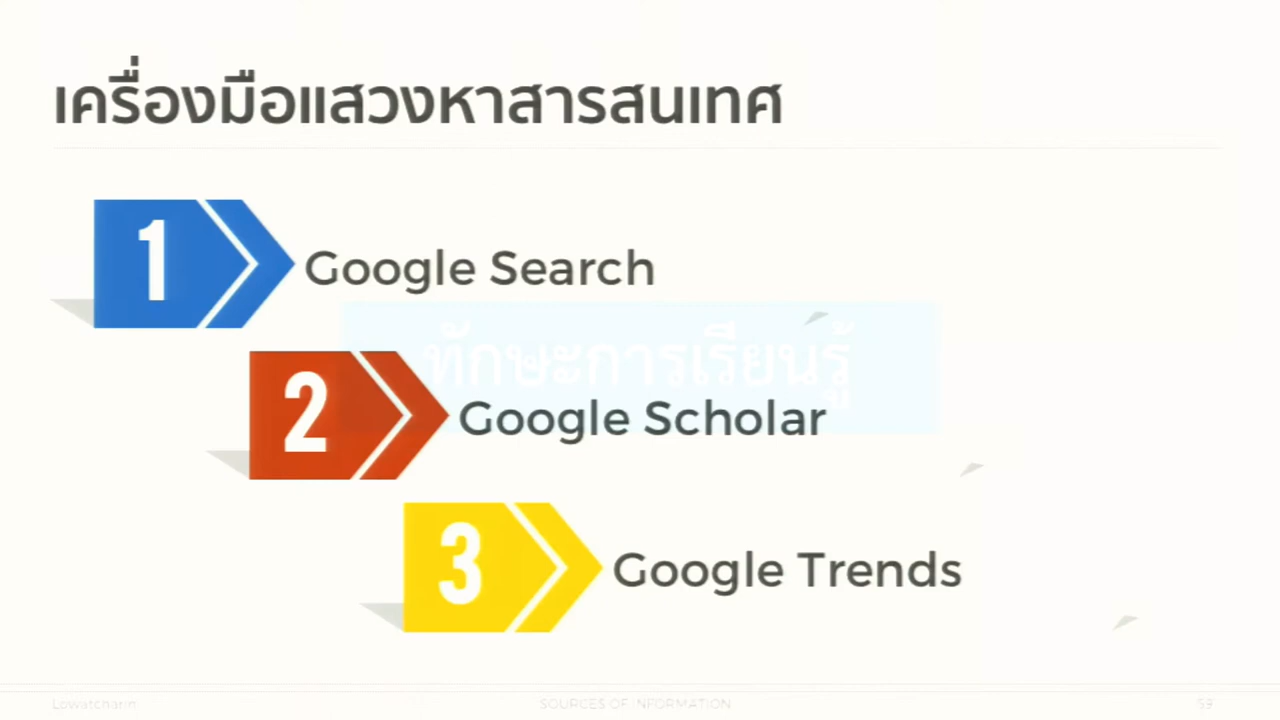 เครื่องมือแสวงหาสารสนเทศ
1
Google Search
ทักษะการเรียนรู้
2
Google Scholar
3
Google Trends
Lowatcharin
SOURCES OF INFORMATION
59